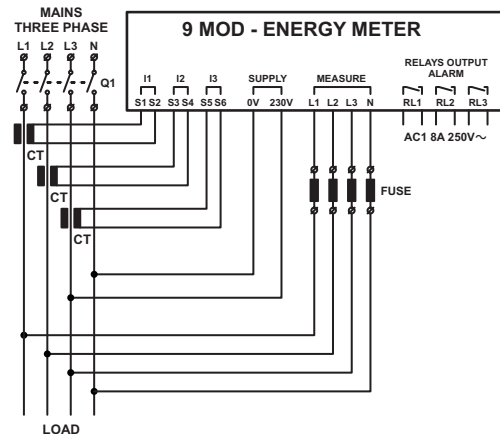 MAINS
THREE PHASE
L1 L2 L3 N
Q1
9 MOD - ENERGY METER
RELAYS OUTPUT
ALARM
I1 I2 I3 SUPPLY MEASURE
S1 S2 S3 S4 S5 S6 0V 230V L1 L2 L3 N RL1 RL2 RL3
AC1 8A 250V~
CT
CT
CT
FUSE
LOAD